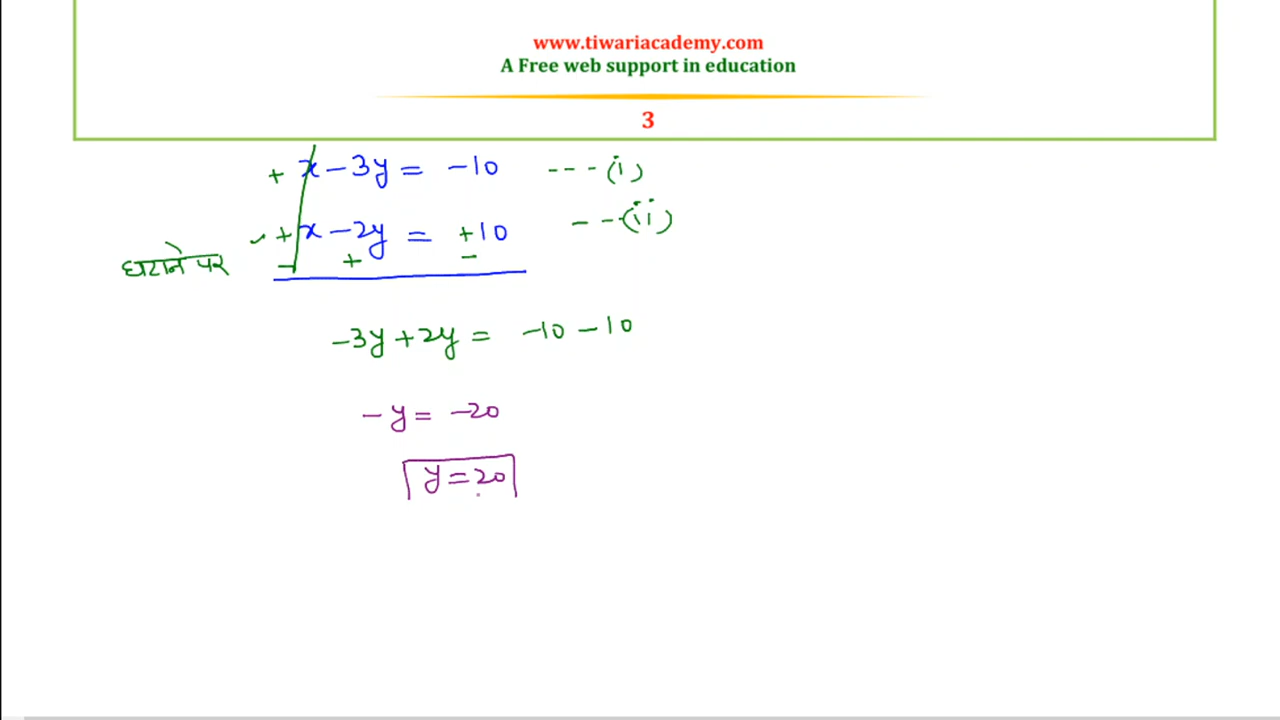 www.tiwariacademy.com
A Free web support in education
3
+ x - 3y = -10 ---(i)
+ x - 2y = +10 --(ii)
घटाने पर - + -
-3y + 2y = -10 - 10
-y = -20
y = 20